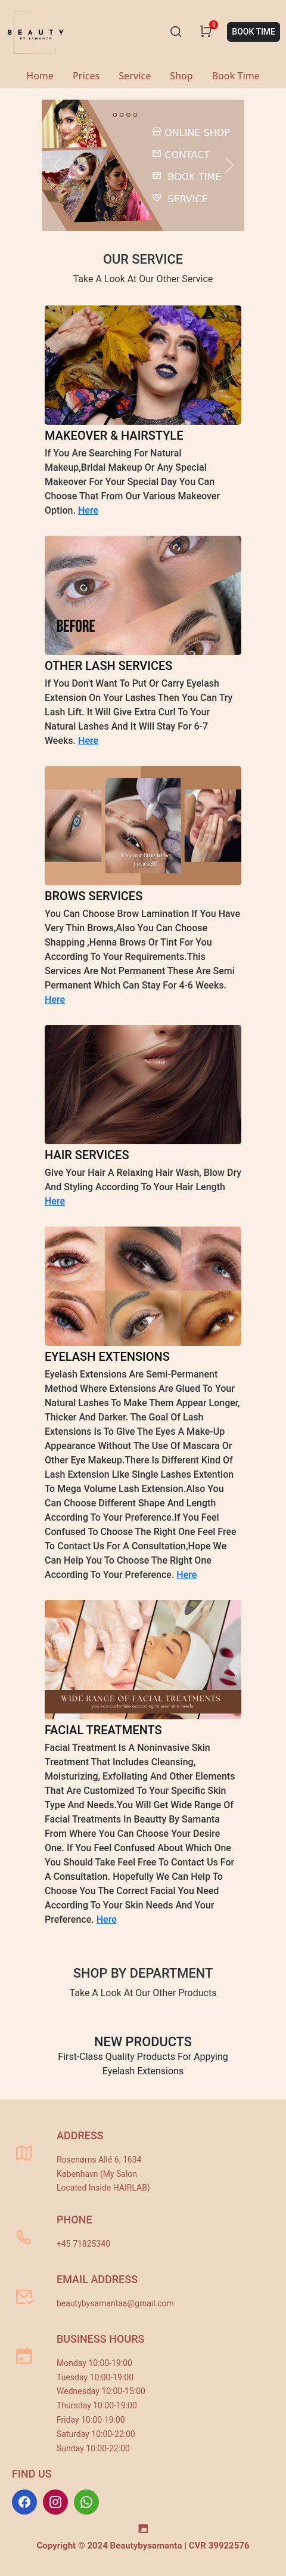 BEAUTY
BY SAMANTA
0
BOOK TIME
Home Prices Service Shop Book Time
ONLINE SHOP
CONTACT
BOOK TIME
SERVICE
OUR SERVICE
Take A Look At Our Other Service
MAKEOVER & HAIRSTYLE
If You Are Searching For Natural
Makeup,Bridal Makeup Or Any Special
Makeover For Your Special Day You Can
Choose That From Our Various Makeover
Option. Here
BEFORE
OTHER LASH SERVICES
If You Don't Want To Put Or Carry Eyelash
Extension On Your Lashes Then You Can Try
Lash Lift. It Will Give Extra Curl To Your
Natural Lashes And It Will Stay For 6-7
Weeks. Here
It's your time to be
yourself!
BROWS SERVICES
You Can Choose Brow Lamination If You Have
Very Thin Brows,Also You Can Choose
Shapping ,Henna Brows Or Tint For You
According To Your Requirements.This
Services Are Not Permanent These Are Semi
Permanent Which Can Stay For 4-6 Weeks.
Here
HAIR SERVICES
Give Your Hair A Relaxing Hair Wash, Blow Dry
And Styling According To Your Hair Length
Here
EYELASH EXTENSIONS
Eyelash Extensions Are Semi-Permanent
Method Where Extensions Are Glued To Your
Natural Lashes To Make Them Appear Longer,
Thicker And Darker. The Goal Of Lash
Extensions Is To Give The Eyes A Make-Up
Appearance Without The Use Of Mascara Or
Other Eye Makeup.There Is Different Kind Of
Lash Extension Like Single Lashes Extention
To Mega Volume Lash Extension.Also You
Can Choose Different Shape And Length
According To Your Preference.If You Feel
Confused To Choose The Right One Feel Free
To Contact Us For A Consultation,Hope We
Can Help You To Choose The Right One
According To Your Preference. Here
WIDE RANGE OF FACIAL TREATMENTS
you can customize according to your skin needs
FACIAL TREATMENTS
Facial Treatment Is A Noninvasive Skin
Treatment That Includes Cleansing,
Moisturizing, Exfoliating And Other Elements
That Are Customized To Your Specific Skin
Type And Needs.You Will Get Wide Range Of
Facial Treatments In Beautty By Samanta
From Where You Can Choose Your Desire
One. If You Feel Confused About Which One
You Should Take Feel Free To Contact Us For
A Consultation. Hopefully We Can Help To
Choose You The Correct Facial You Need
According To Your Skin Needs And Your
Preference. Here
SHOP BY DEPARTMENT
Take A Look At Our Other Products
NEW PRODUCTS
First-Class Quality Products For Appying
Eyelash Extensions
ADDRESS
Rosenørns Allé 6, 1634
København (My Salon
Located Inside HAIRLAB)
PHONE
+45 71825340
EMAIL ADDRESS
beautybysamantaa@gmail.com
BUSINESS HOURS
Monday 10:00-19:00
Tuesday 10:00-19:00
Wednesday 10:00-15:00
Thursday 10:00-19:00
Friday 10:00-19:00
Saturday 10:00-22:00
Sunday 10:00-22:00
FIND US
Copyright © 2024 Beautybysamanta | CVR 39922576